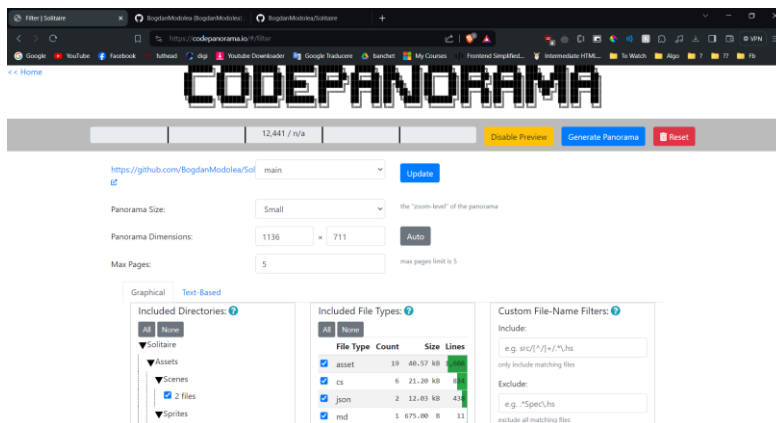 Filter | Solitaire
BogdanModolea (BogdanModolea)
BogdanModolea/Solitaire
https://codepanorama.io/#/filter
VPN
Google YouTube Facebook futhead digi Youtube Downloader Google Traducere banchet My Courses Frontend Simplified... Intermediate HTML... To Watch Algo ? ?? Fb
<< Home
CODEPANORAMA
12,441 / n/a
Disable Preview Generate Panorama Reset
https://github.com/BogdanModolea/Sol main Update
Panorama Size: Small the "zoom-level" of the panorama
Panorama Dimensions: 1136 × 711 Auto
Max Pages: 5 max pages limit is 5
Graphical Text-Based
Included Directories:
All None
Solitaire
Assets
Scenes
2 files
Sprites
Included File Types:
All None
File Type Count Size Lines
asset 19 40.57 kB
cs 6 21.20 kB 834
json 2 12.03 kB 438
md 1 675.00 B 11
Custom File-Name Filters:
Include:
e.g. src/[^/]+/.*\.hs
only include matching files
Exclude:
e.g. .*Spec\.hs
exclude all matching files